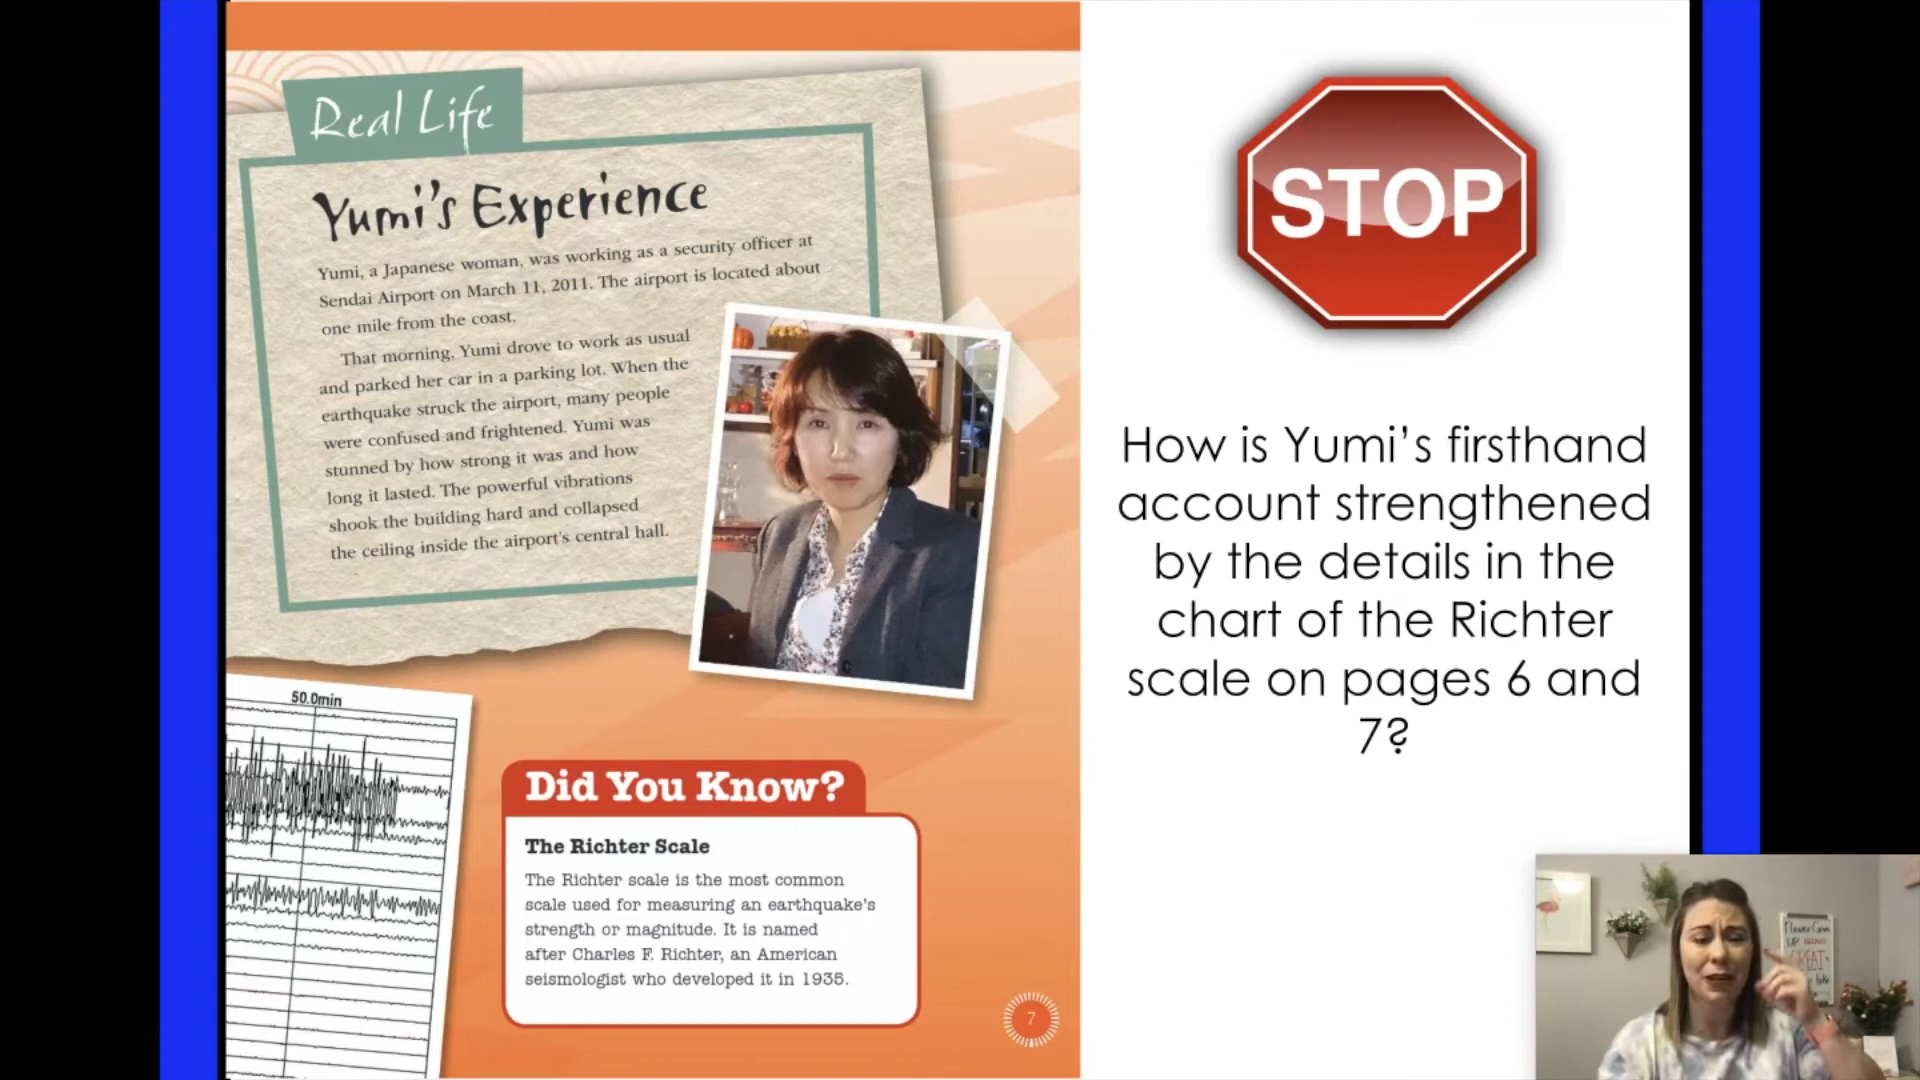 Real Life
Yumi's Experience
Yumi, a Japanese woman, was working as a security officer at
Sendai Airport on March 11, 2011. The airport is located about
one mile from the coast.
That morning, Yumi drove to work as usual
and parked her car in a parking lot. When the
earthquake struck the airport, many people
were confused and frightened. Yumi was
stunned by how strong it was and how
long it lasted. The powerful vibrations
shook the building hard and collapsed
the ceiling inside the airport's central hall.
50.0min
Did You Know?
The Richter Scale
The Richter scale is the most common
scale used for measuring an earthquake's
strength or magnitude. It is named
after Charles F. Richter, an American
seismologist who developed it in 1935.
7
STOP
How is Yumi's firsthand
account strengthened
by the details in the
chart of the Richter
scale on pages 6 and
7?
Never Give
UP
GREAT
take